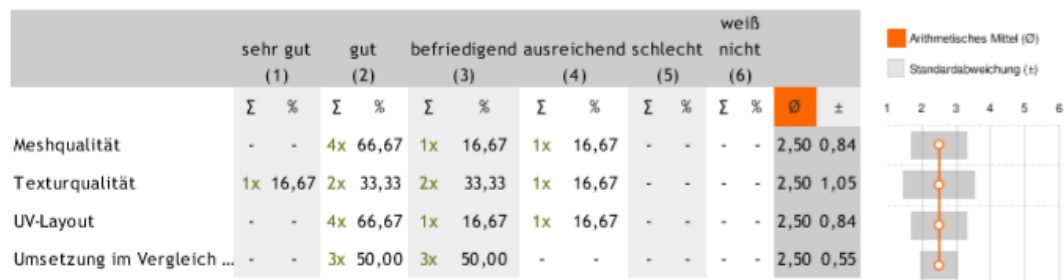 weiß
sehr gut gut befriedigend ausreichend schlecht nicht
(1) (2) (3) (4) (5) (6)
Arithmetisches Mittel (Ø)
Standardabweichung (±)
Σ % Σ % Σ % Σ % Σ % Σ % Ø ±
1 2 3 4 5 6
Meshqualität - - 4x 66,67 1x 16,67 1x 16,67 - - - - 2,50 0,84
Texturqualität 1x 16,67 2x 33,33 2x 33,33 1x 16,67 - - - - 2,50 1,05
UV-Layout - - 4x 66,67 1x 16,67 1x 16,67 - - - - 2,50 0,84
Umsetzung im Vergleich ... - - 3x 50,00 3x 50,00 - - - - - - 2,50 0,55